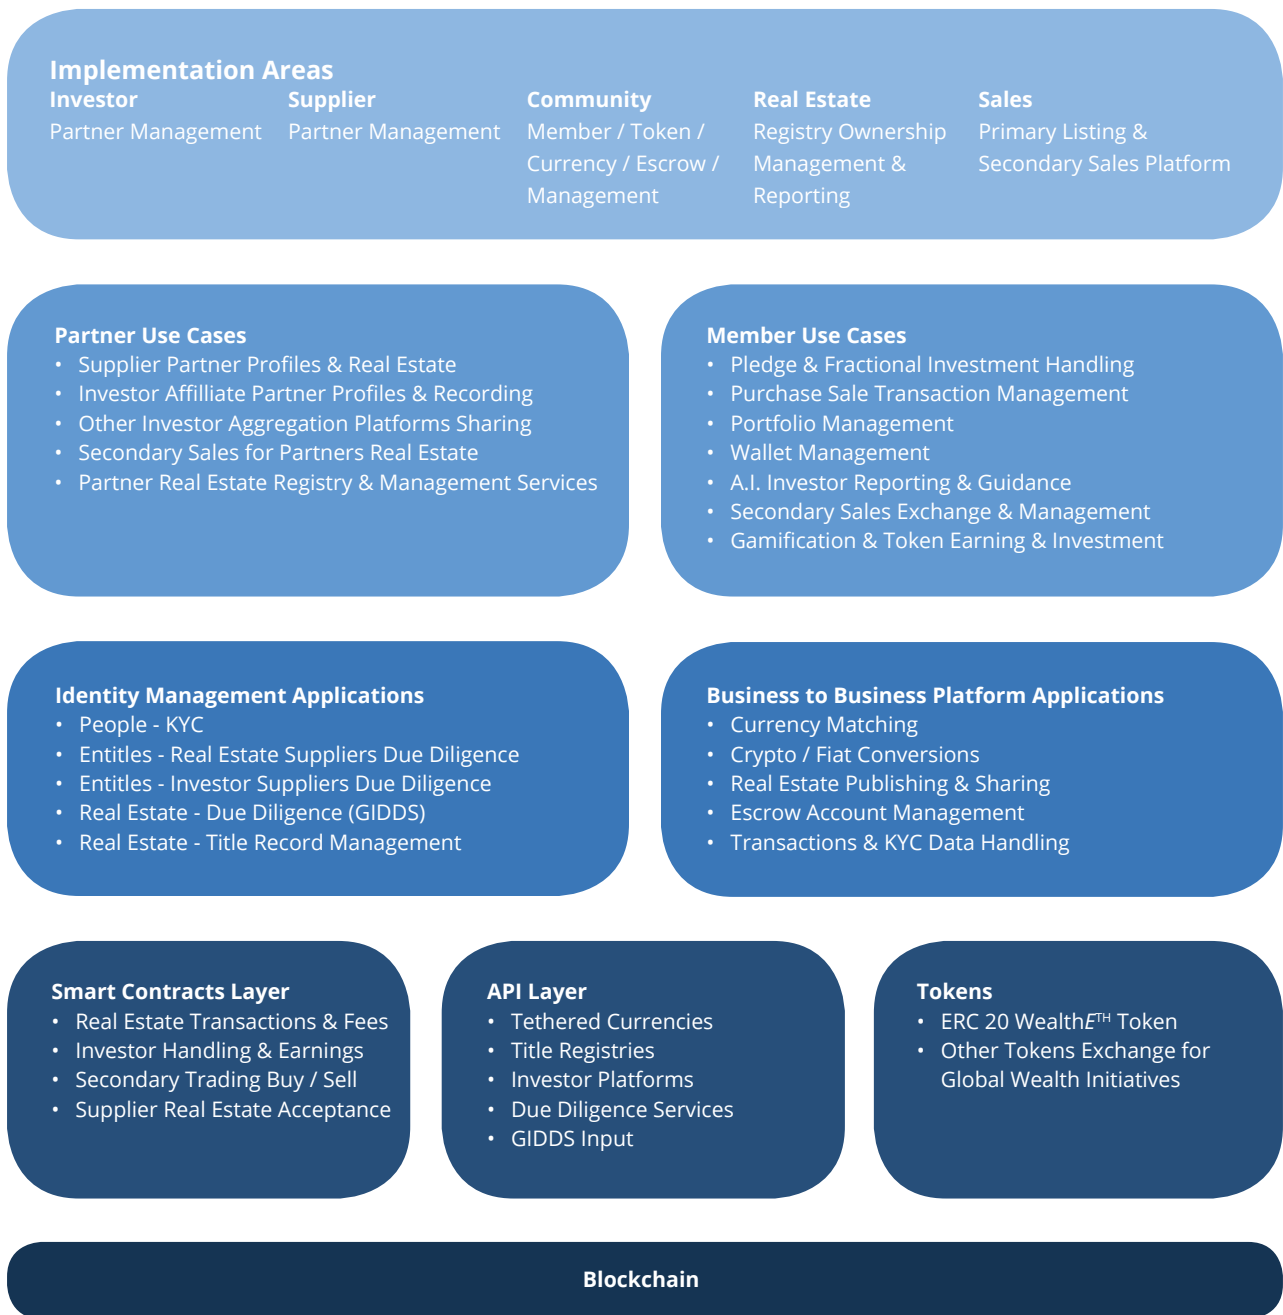 Implementation Areas
Investor
Partner Management
Supplier
Partner Management
Community
Member / Token /
Currency / Escrow /
Management
Real Estate
Registry Ownership
Management &
Reporting
Sales
Primary Listing &
Secondary Sales Platform
Partner Use Cases
• Supplier Partner Profiles & Real Estate
• Investor Affilliate Partner Profiles & Recording
• Other Investor Aggregation Platforms Sharing
• Secondary Sales for Partners Real Estate
• Partner Real Estate Registry & Management Services
Member Use Cases
• Pledge & Fractional Investment Handling
• Purchase Sale Transaction Management
• Portfolio Management
• Wallet Management
• A.I. Investor Reporting & Guidance
• Secondary Sales Exchange & Management
• Gamification & Token Earning & Investment
Identity Management Applications
• People - KYC
• Entitles - Real Estate Suppliers Due Diligence
• Entitles - Investor Suppliers Due Diligence
• Real Estate - Due Diligence (GIDDS)
• Real Estate - Title Record Management
Business to Business Platform Applications
• Currency Matching
• Crypto / Fiat Conversions
• Real Estate Publishing & Sharing
• Escrow Account Management
• Transactions & KYC Data Handling
Smart Contracts Layer
• Real Estate Transactions & Fees
• Investor Handling & Earnings
• Secondary Trading Buy / Sell
• Supplier Real Estate Acceptance
API Layer
• Tethered Currencies
• Title Registries
• Investor Platforms
• Due Diligence Services
• GIDDS Input
Tokens
• ERC 20 WealthETH Token
• Other Tokens Exchange for
Global Wealth Initiatives
Blockchain